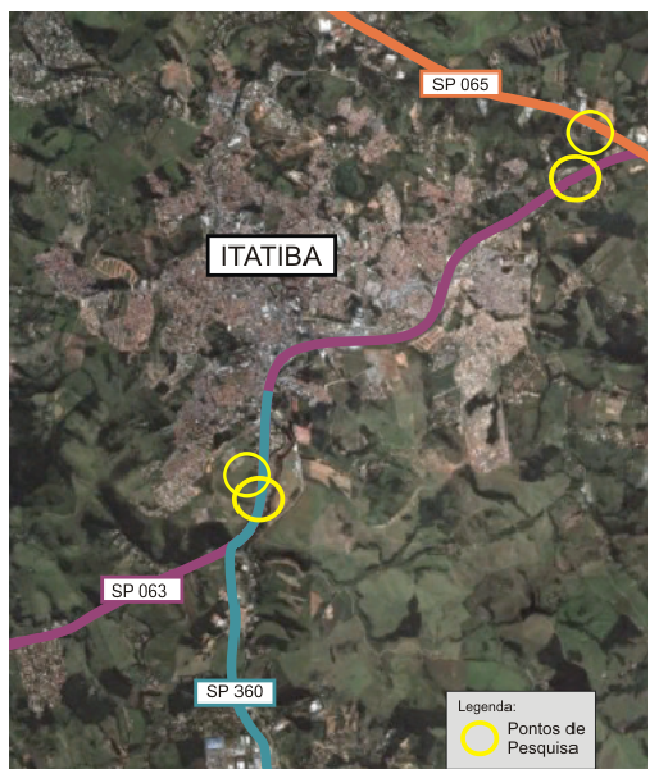 SP 065
ITATIBA
SP 063
SP 360
Legenda:
Pontos de
Pesquisa